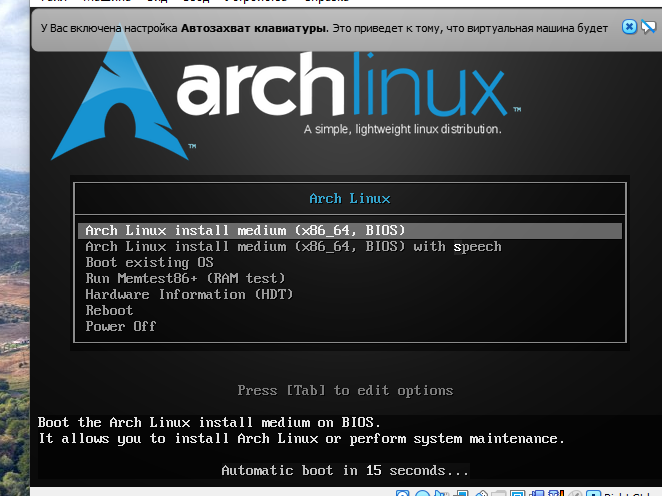 У Вас включена настройка Автозахват клавиатуры. Это приведет к тому, что виртуальная машина будет
archlinux™
A simple, lightweight linux distribution.
™
Arch Linux
Arch Linux install medium (x86_64, BIOS)
Arch Linux install medium (x86_64, BIOS) with speech
Boot existing OS
Run Memtest86+ (RAM test)
Hardware Information (HDT)
Reboot
Power Off
Press [Tab] to edit options
Boot the Arch Linux install medium on BIOS.
It allows you to install Arch Linux or perform system maintenance.
Automatic boot in 15 seconds...